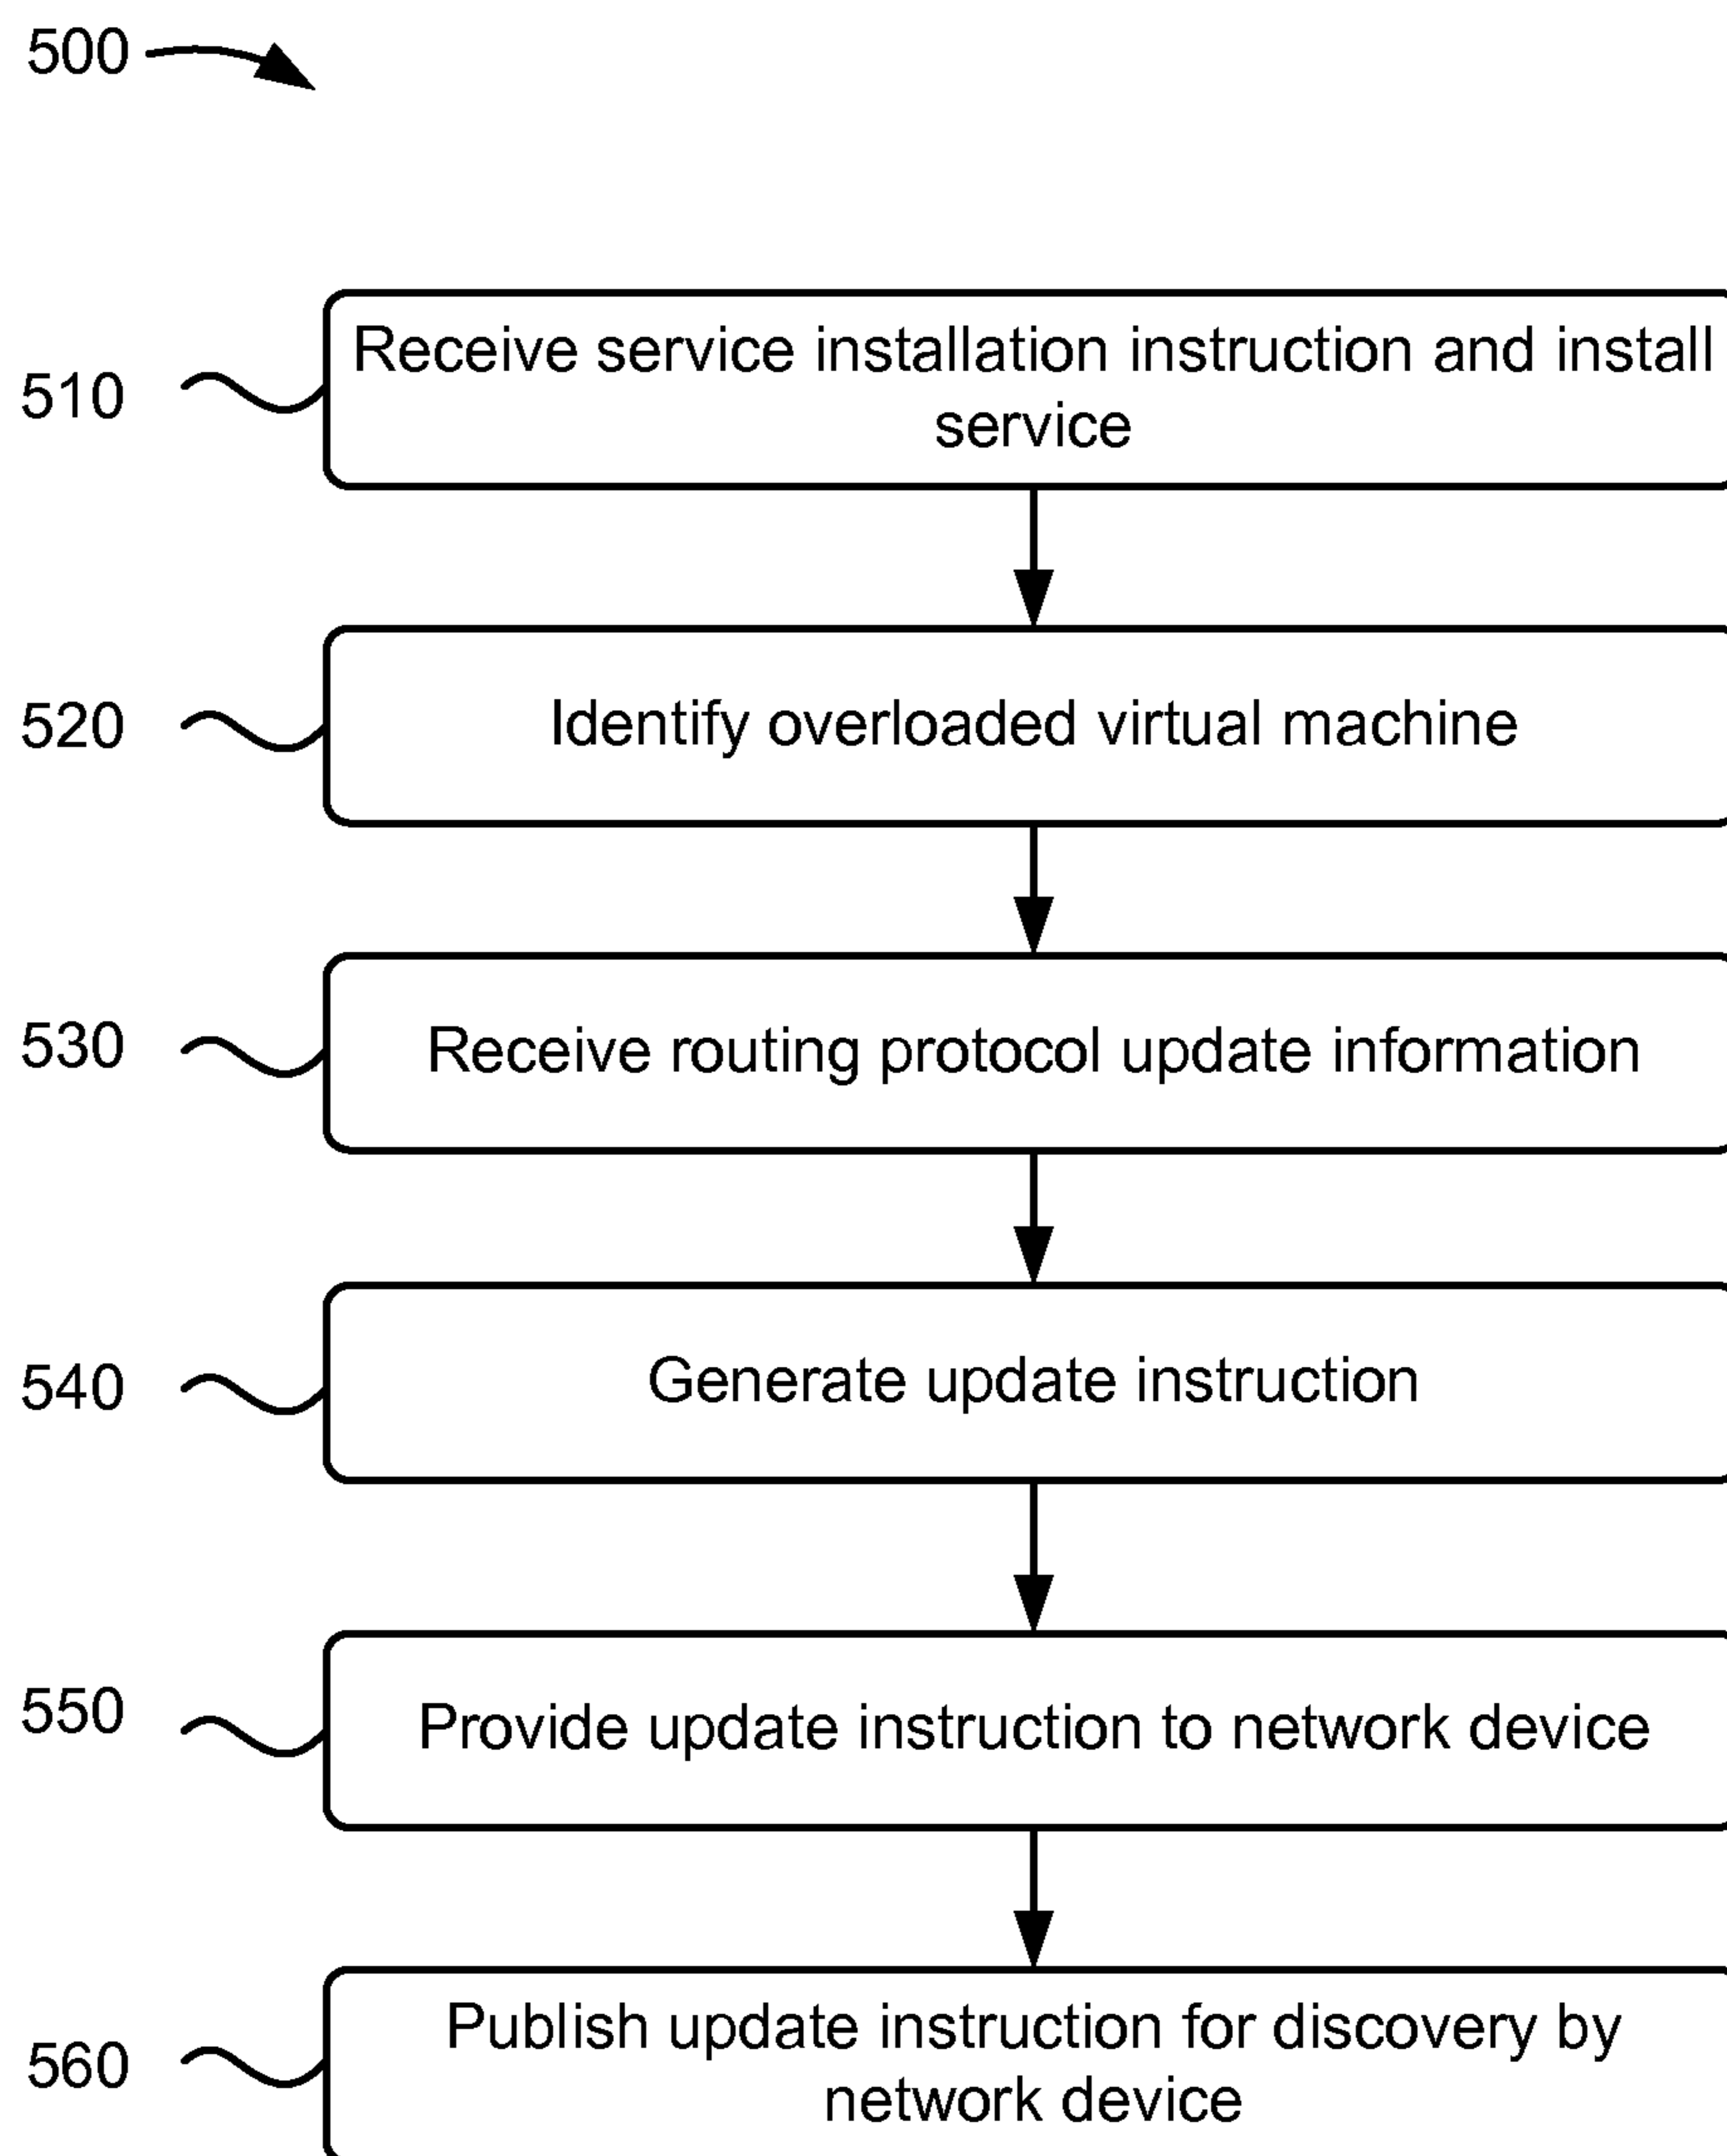 500
510
Receive service installation instruction and install
service
520
Identify overloaded virtual machine
530
Receive routing protocol update information
540
Generate update instruction
550
Provide update instruction to network device
560
Publish update instruction for discovery by
network device